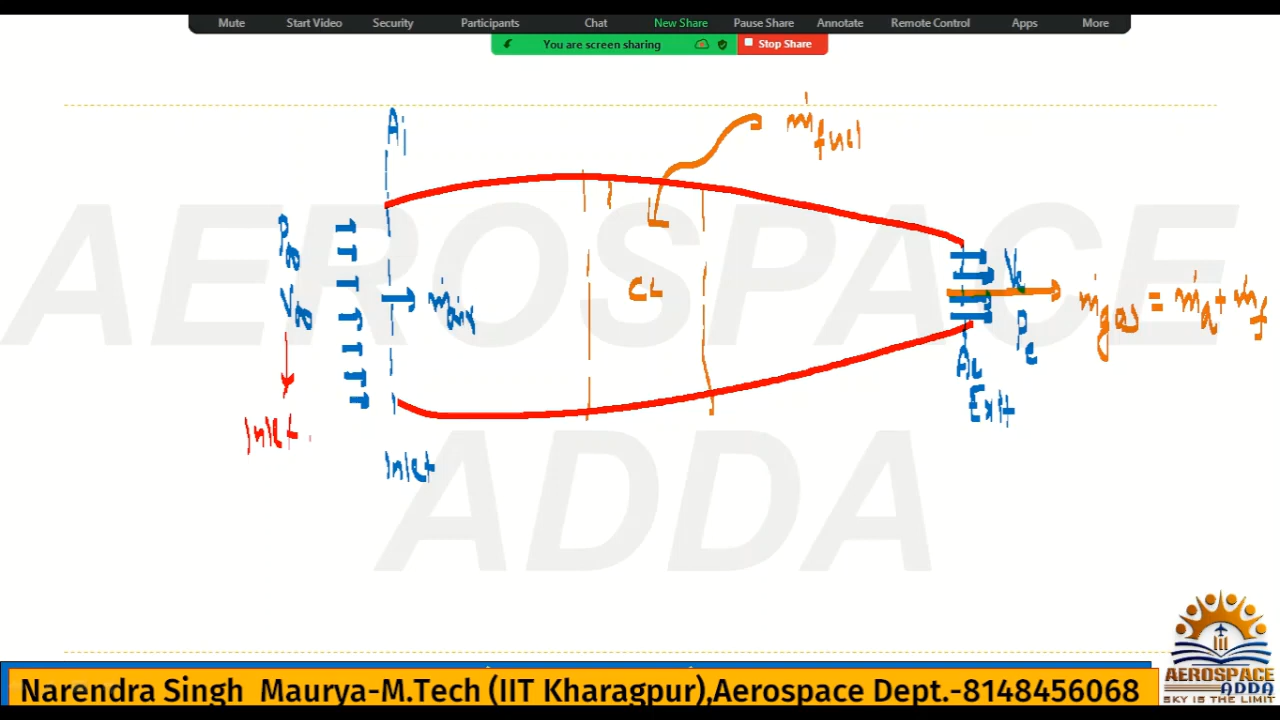 Mute Start Video Security Participants Chat New Share Pause Share Annotate Remote Control Apps More
You are screen sharing Stop Share
Ai
ṁfuel
P∞
V∞
Inlet
ṁair
CC
Ve
Pe
Ae
Exit
ṁgas = ṁa + ṁf
Inlet
AEROSPACE
ADDA
AEROSPACE
ADDA
SKY IS THE LIMIT
Narendra Singh Maurya-M.Tech (IIT Kharagpur),Aerospace Dept.-8148456068